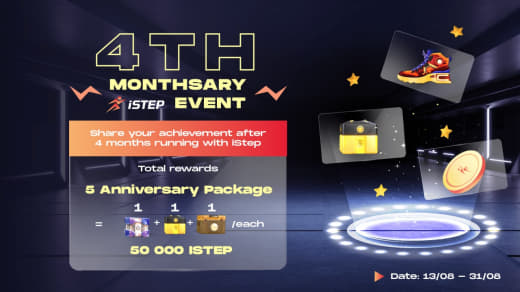 4TH
MONTHSARY
iSTEP EVENT
Share your achievement after
4 months running with iStep
Total rewards
5 Anniversary Package
1 1 1
= + + /each
50 000 ISTEP
Date: 13/08 – 31/08